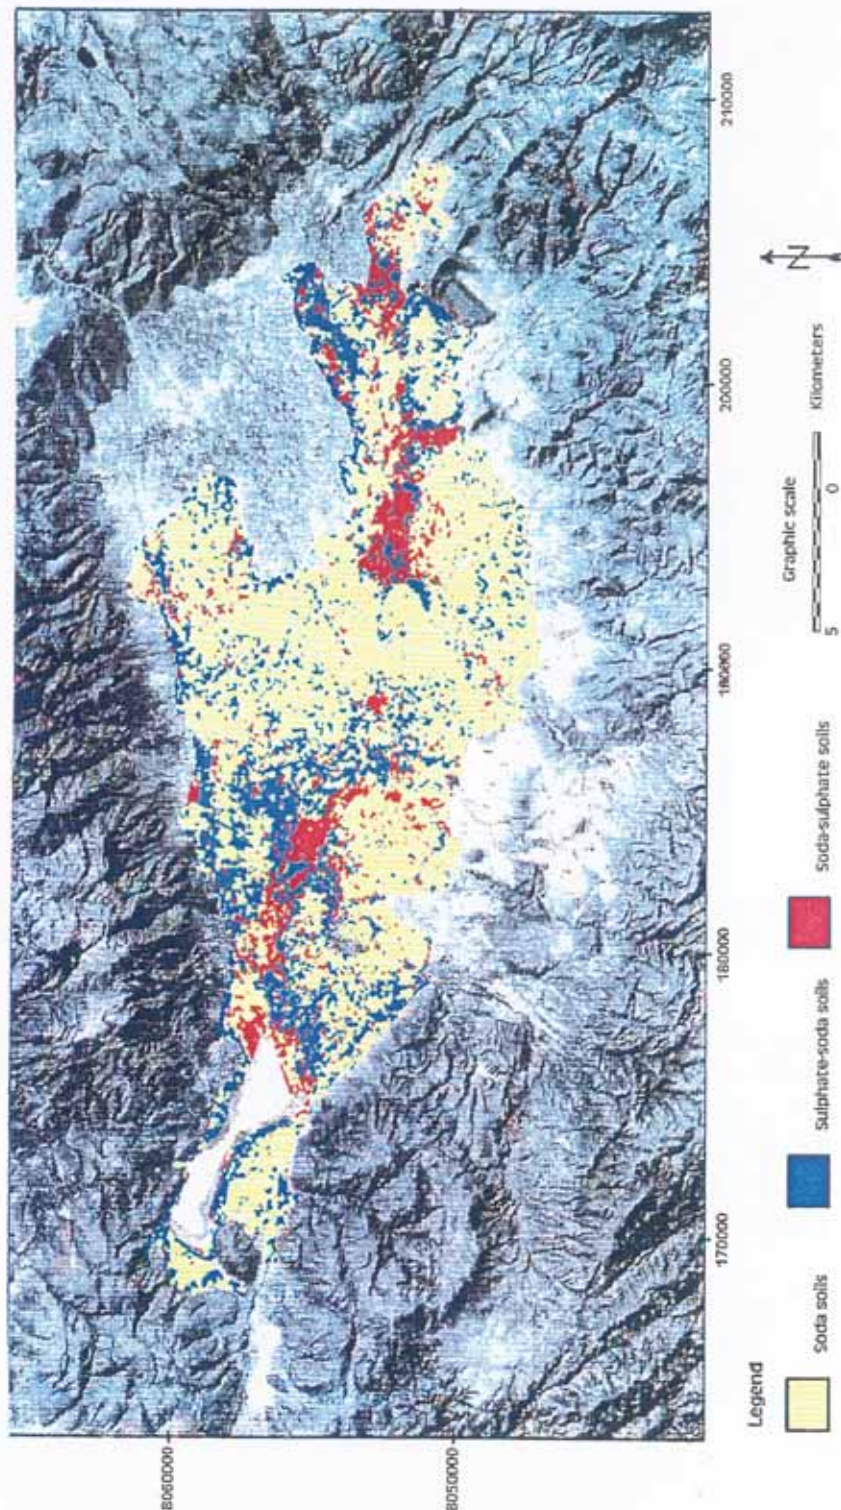 8060000
8050000
170000
180000
190000
200000
210000
Legend
Soda soils
Sulphate-soda soils
Soda-sulphate soils
Graphic scale
5
0
Kilometers
N